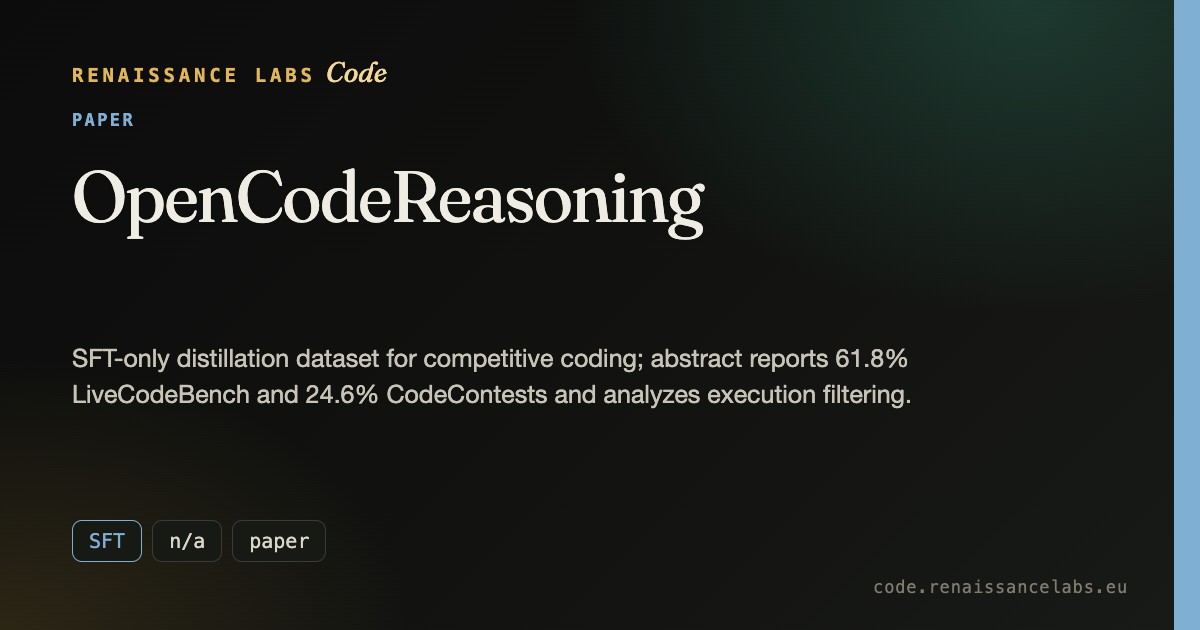 RENAISSANCE LABS Code
PAPER
OpenCodeReasoning
SFT-only distillation dataset for competitive coding; abstract reports 61.8%
LiveCodeBench and 24.6% CodeContests and analyzes execution filtering.
SFT n/a paper
code.renaissancelabs.eu